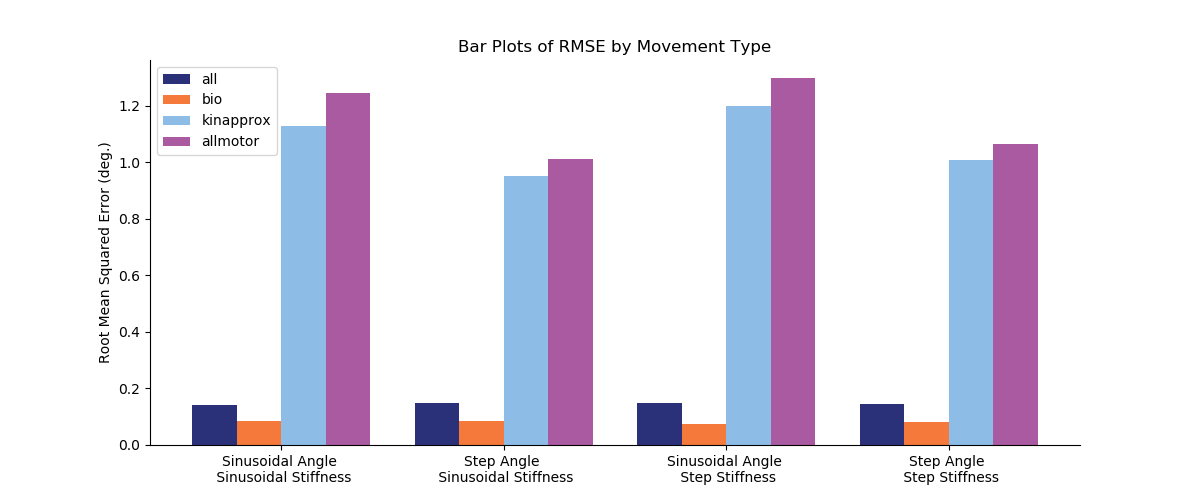 Bar Plots of RMSE by Movement Type
all
bio
kinapprox
allmotor
Root Mean Squared Error (deg.)
1.2
1.0
0.8
0.6
0.4
0.2
0.0
Sinusoidal Angle
Sinusoidal Stiffness
Step Angle
Sinusoidal Stiffness
Sinusoidal Angle
Step Stiffness
Step Angle
Step Stiffness